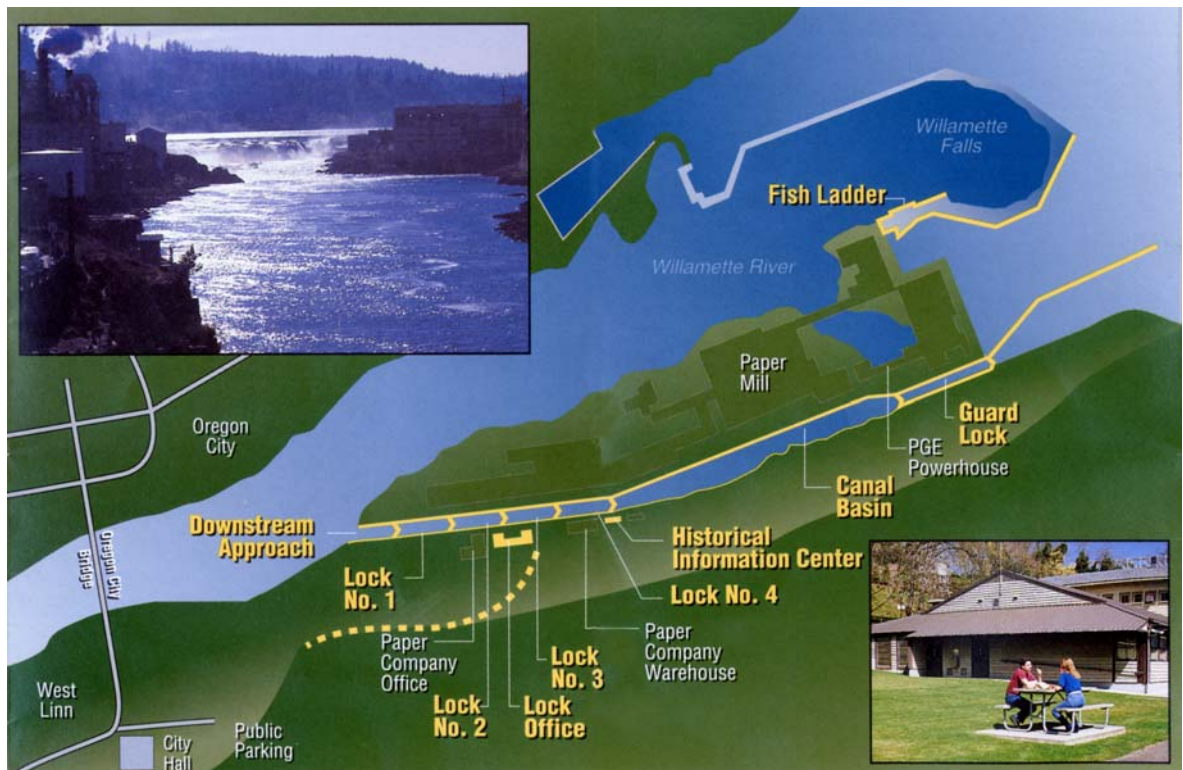 Willamette
Falls
Fish Ladder
Willamette River
Paper
Mill
Guard
Lock
PGE
Powerhouse
Canal
Basin
Oregon
City
Downstream
Approach
Oregon City
Bridge
Historical
Information Center
Lock
No. 1
Lock No. 4
Paper
Company
Office
Lock
No. 3
Paper
Company
Warehouse
Lock
No. 2
Lock
Office
West
Linn
Public
Parking
City
Hall